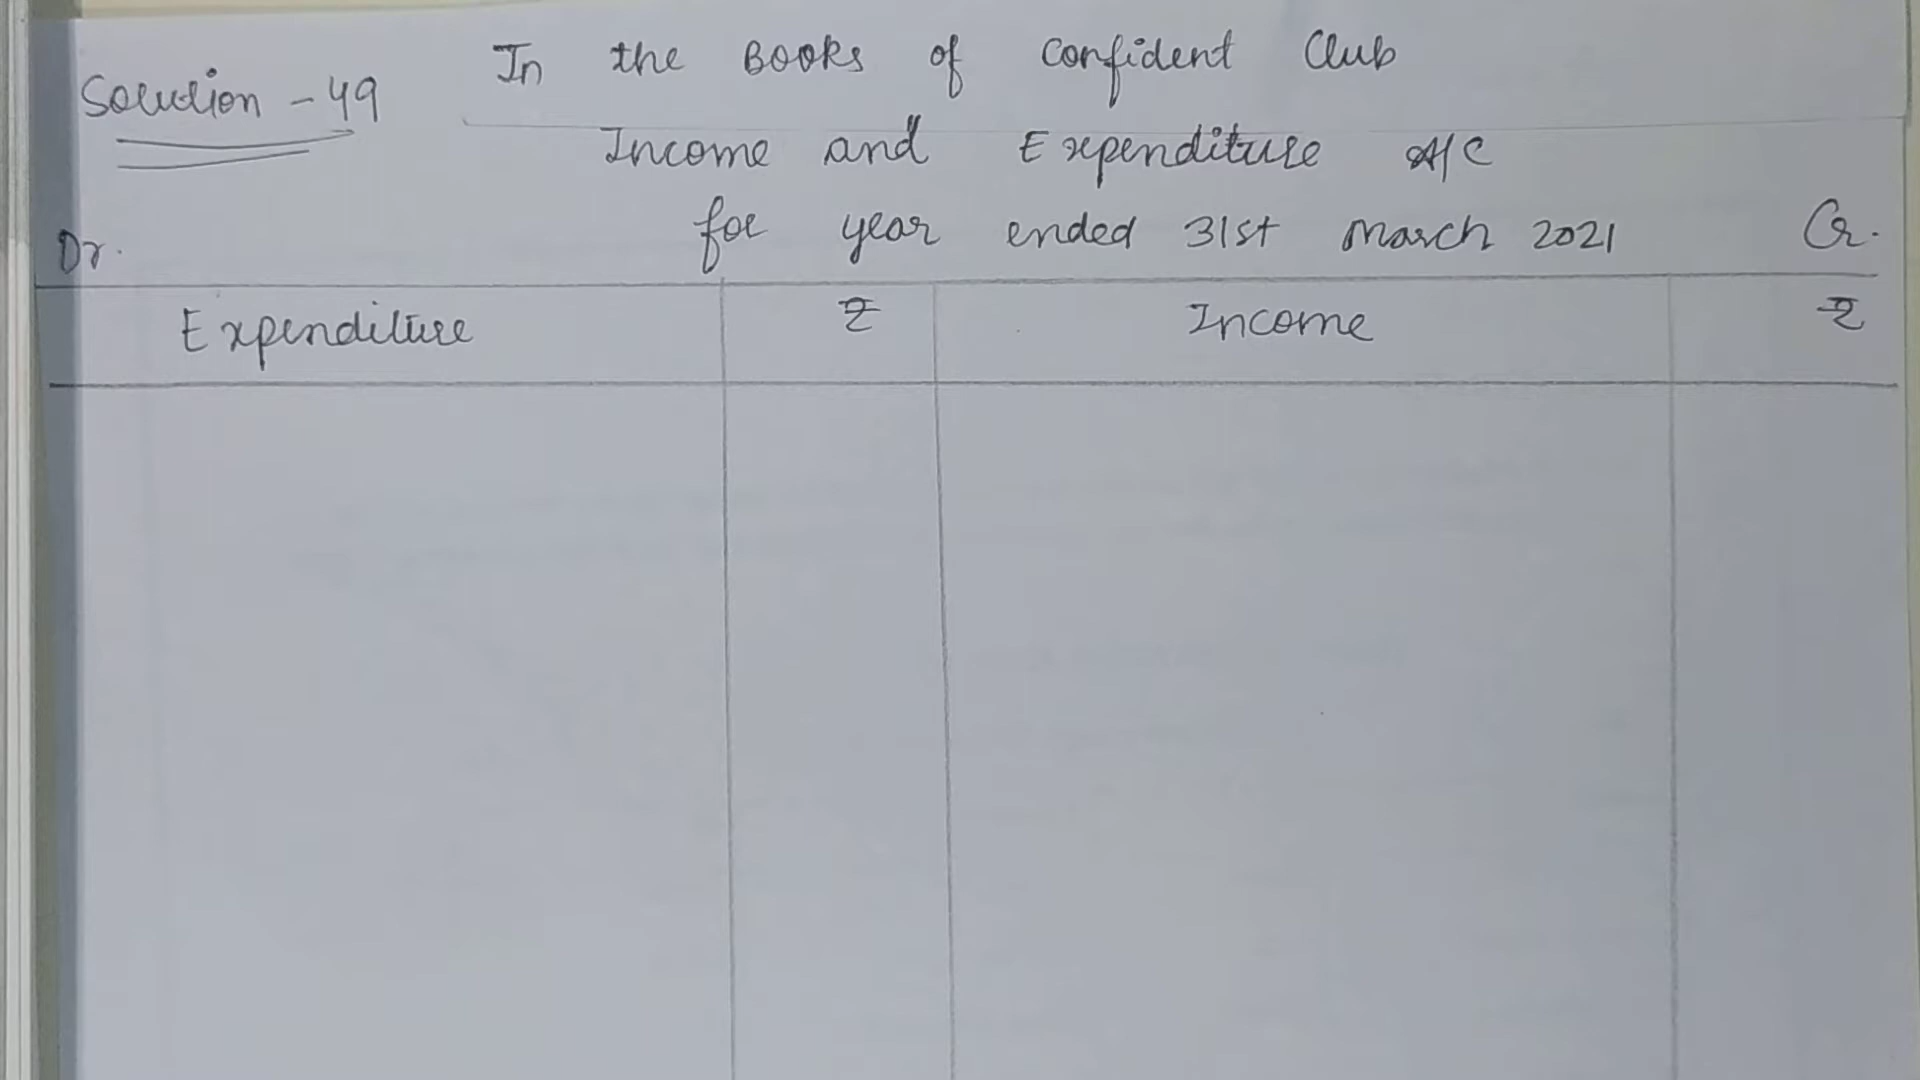 Solution - 49
In the Books of Confident Club
Income and Expenditure A/C
for year ended 31st March 2021
Dr.
Cr.
Expenditure ₹ Income ₹